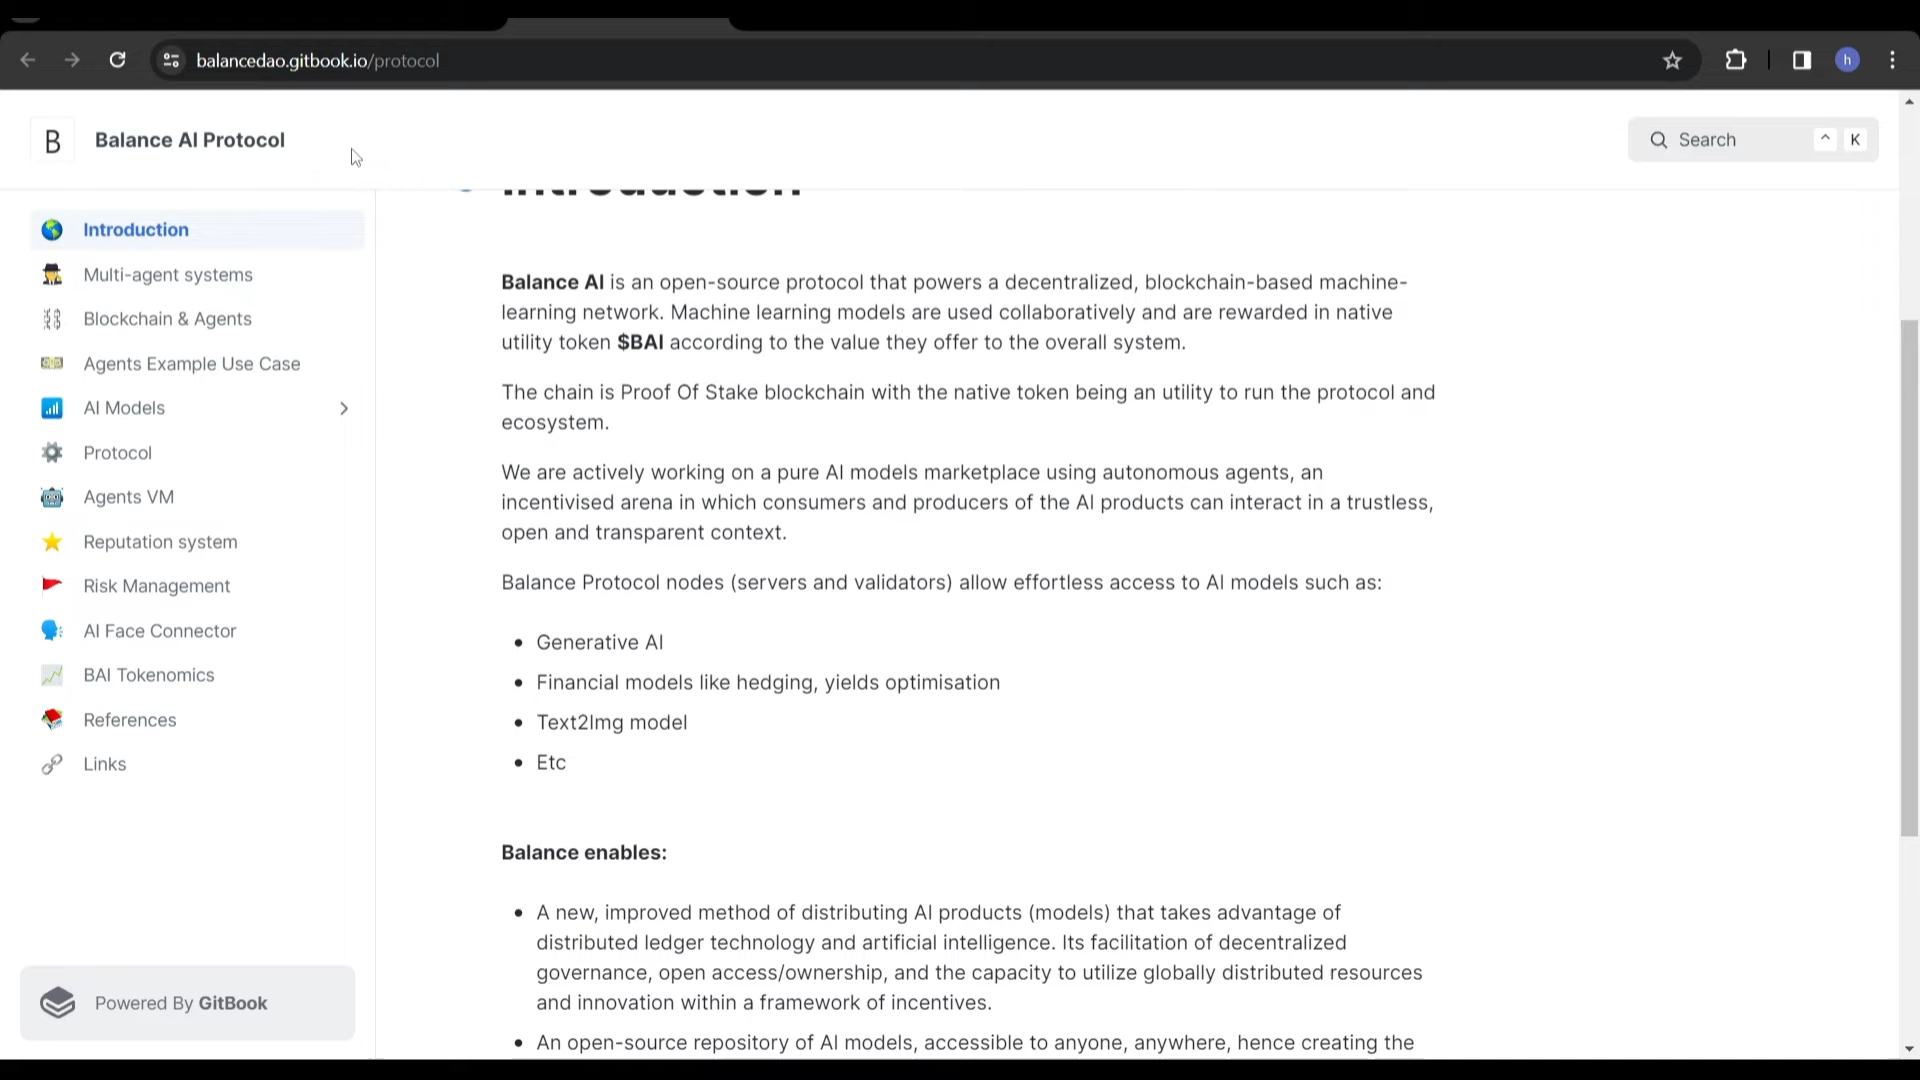 balancedao.gitbook.io/protocol
h
B
Balance AI Protocol
Search
^
K
Introduction
Introduction
Multi-agent systems
Blockchain & Agents
Agents Example Use Case
AI Models
Protocol
Agents VM
Reputation system
Risk Management
AI Face Connector
BAI Tokenomics
References
Links
Powered By GitBook
Balance AI is an open-source protocol that powers a decentralized, blockchain-based machine-
learning network. Machine learning models are used collaboratively and are rewarded in native
utility token $BAI according to the value they offer to the overall system.
The chain is Proof Of Stake blockchain with the native token being an utility to run the protocol and
ecosystem.
We are actively working on a pure AI models marketplace using autonomous agents, an
incentivised arena in which consumers and producers of the AI products can interact in a trustless,
open and transparent context.
Balance Protocol nodes (servers and validators) allow effortless access to AI models such as:
• Generative AI
• Financial models like hedging, yields optimisation
• Text2Img model
• Etc
Balance enables:
• A new, improved method of distributing AI products (models) that takes advantage of
distributed ledger technology and artificial intelligence. Its facilitation of decentralized
governance, open access/ownership, and the capacity to utilize globally distributed resources
and innovation within a framework of incentives.
• An open-source repository of AI models, accessible to anyone, anywhere, hence creating the